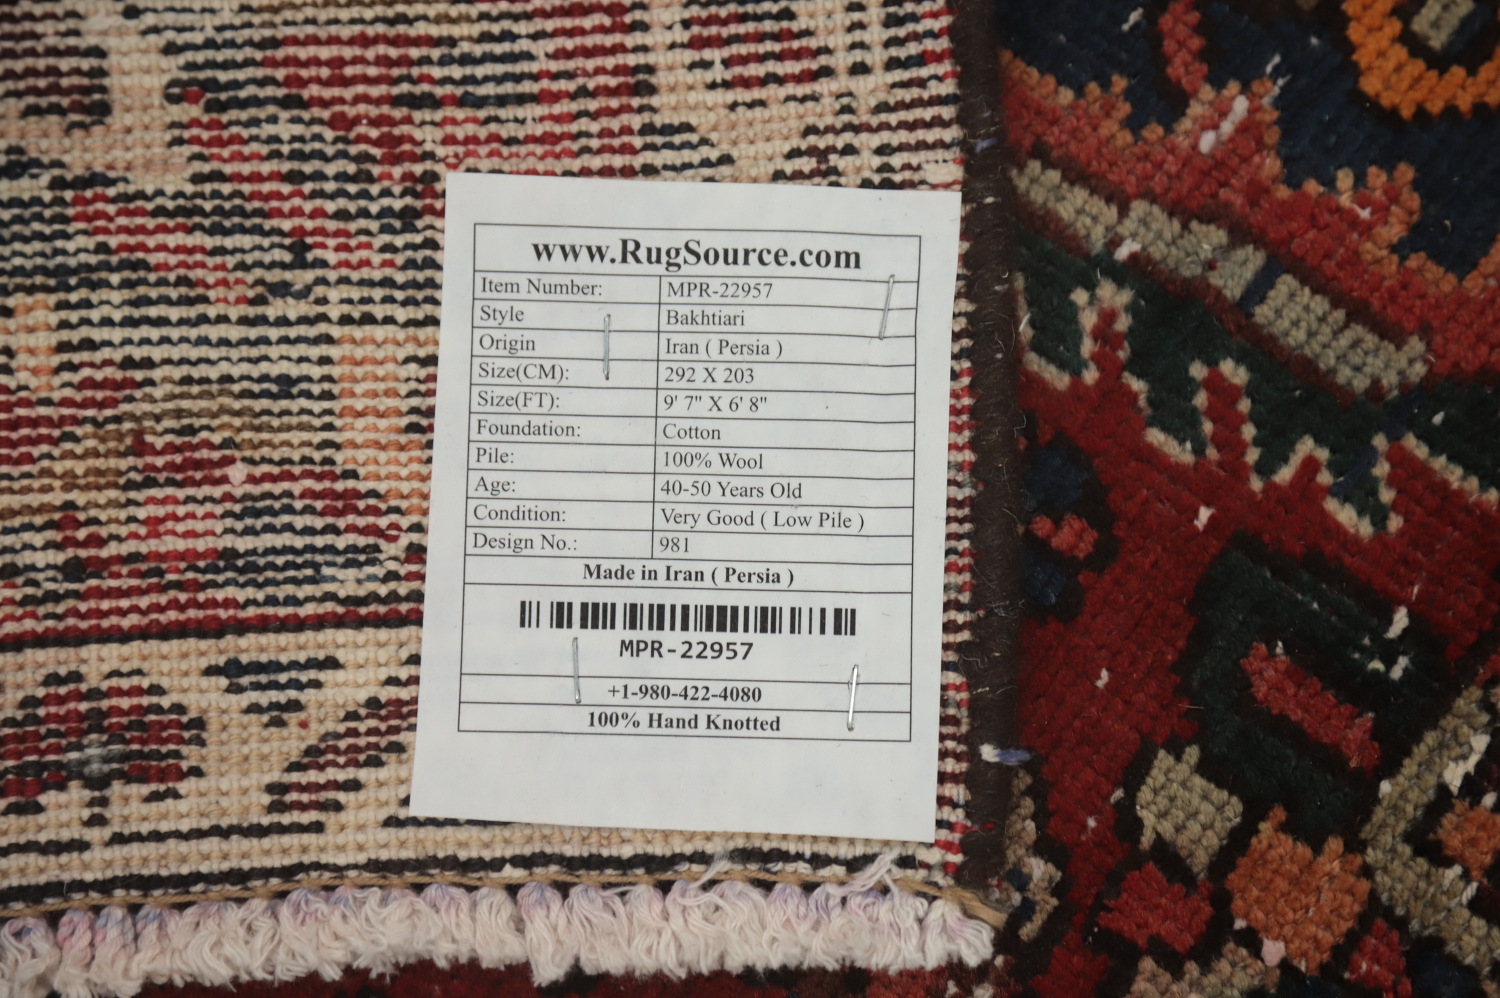 www.RugSource.com
Item Number: MPR-22957
Style Bakhtiari
Origin Iran ( Persia )
Size(CM): 292 X 203
Size(FT): 9' 7" X 6' 8"
Foundation: Cotton
Pile: 100% Wool
Age: 40-50 Years Old
Condition: Very Good ( Low Pile )
Design No.: 981
Made in Iran ( Persia )
MPR-22957
+1-980-422-4080
100% Hand Knotted